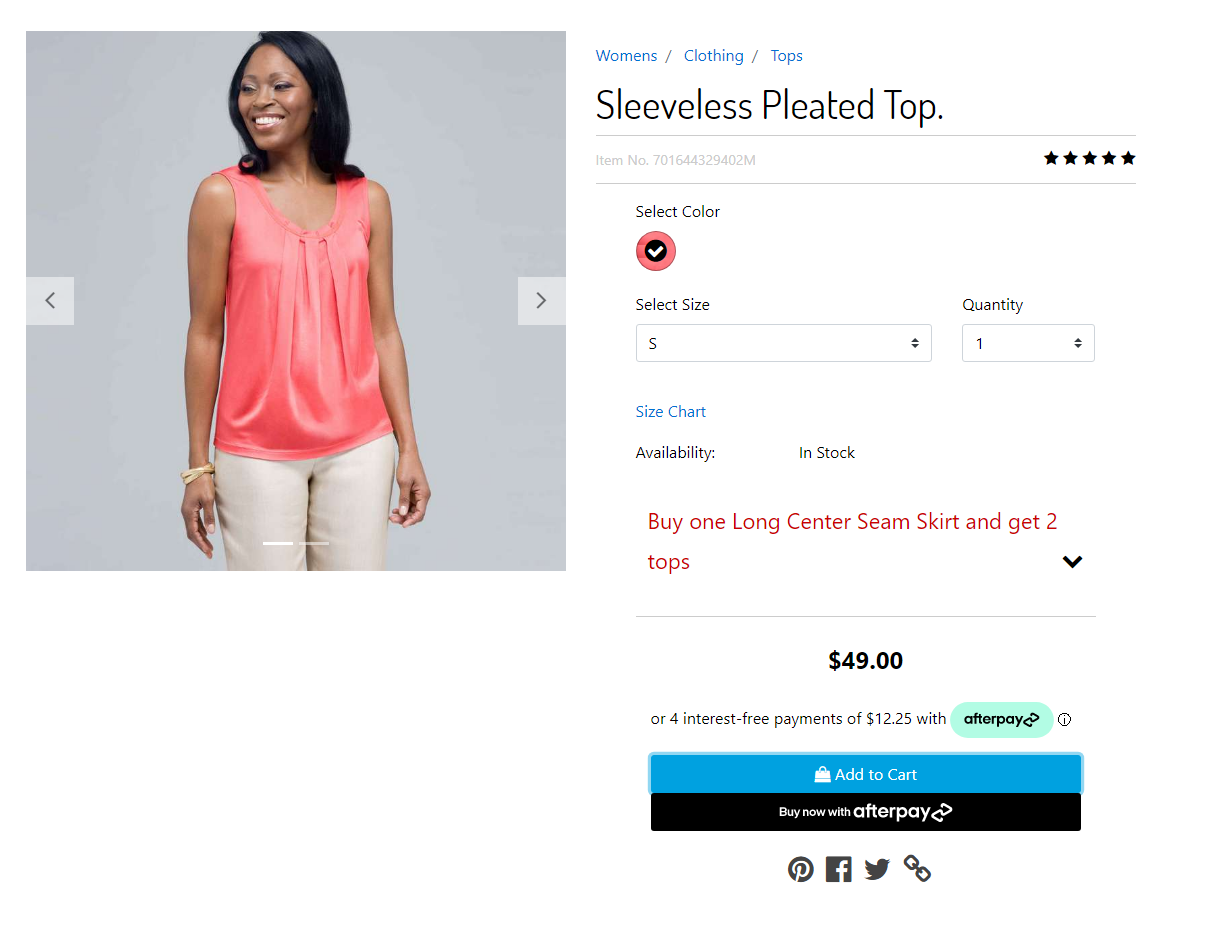 Womens / Clothing / Tops
Sleeveless Pleated Top.
Item No. 701644329402M
Select Color
Select Size
Quantity
S
1
Size Chart
Availability: In Stock
Buy one Long Center Seam Skirt and get 2
tops
$49.00
or 4 interest-free payments of $12.25 with afterpay
Add to Cart
Buy now with afterpay